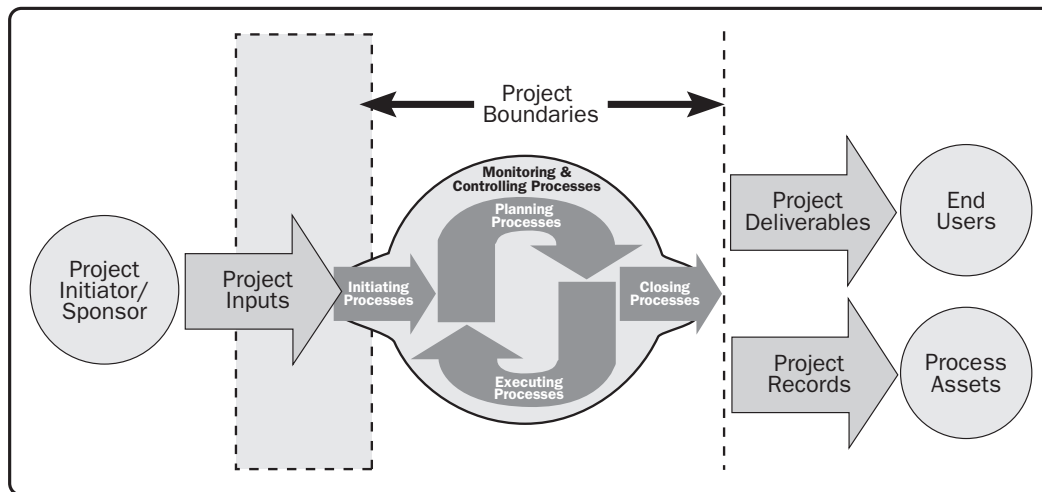 Project
Boundaries
Monitoring &
Controlling Processes
Planning
Processes
Project
Initiator/
Sponsor
Project
Inputs
Initiating
Processes
Closing
Processes
Executing
Processes
Project
Deliverables
End
Users
Project
Records
Process
Assets